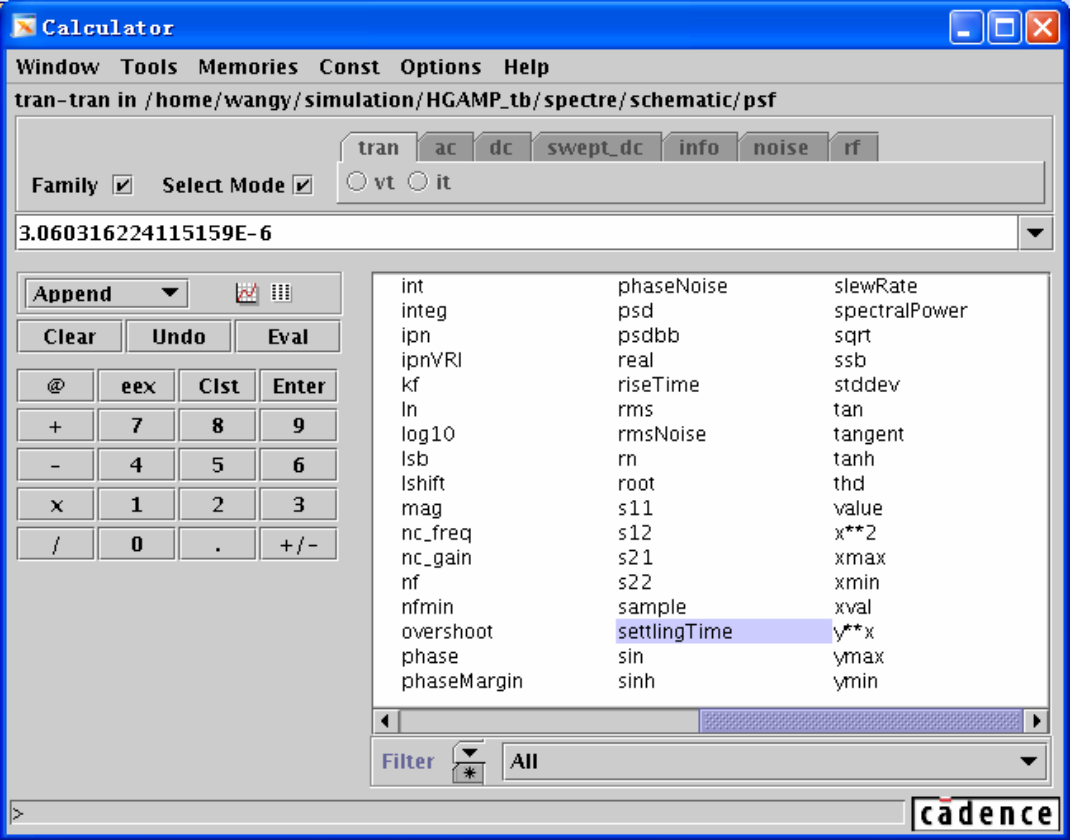 Calculator
Window Tools Memories Const Options Help
tran-tran in /home/wangy/simulation/HGAMP_tb/spectre/schematic/psf
tran ac dc swept_dc info noise rf
Family Select Mode vt it
3.060316224115159E-6
Append
Clear Undo Eval
@ eex Clst Enter
+ 7 8 9
- 4 5 6
x 1 2 3
/ 0 . +/-
int phaseNoise slewRate
integ psd spectralPower
ipn psdbb sqrt
ipnVRI real ssb
kf riseTime stddev
ln rms tan
log10 rmsNoise tangent
lsb rn tanh
lshift root thd
mag s11 value
nc_freq s12 x**2
nc_gain s21 xmax
nf s22 xmin
nfmin sample xval
overshoot settlingTime y**x
phase sin ymax
phaseMargin sinh ymin
Filter All
>
cadence